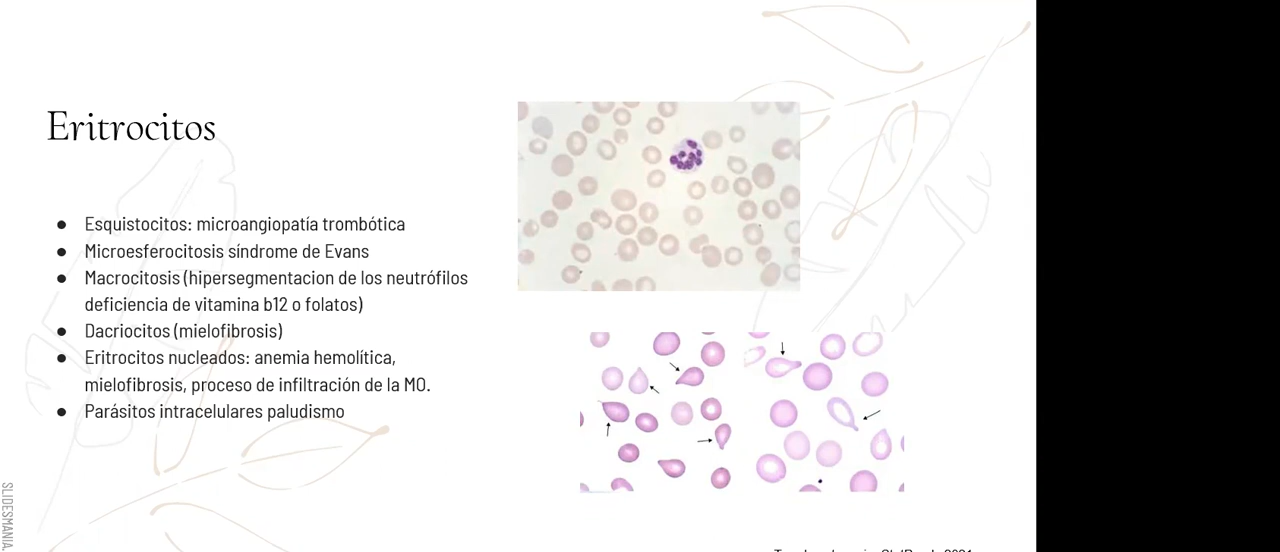 Eritrocitos
● Esquistocitos: microangiopatía trombótica
● Microesferocitosis síndrome de Evans
● Macrocitosis (hipersegmentacion de los neutrófilos
deficiencia de vitamina b12 o folatos)
● Dacriocitos (mielofibrosis)
● Eritrocitos nucleados: anemia hemolítica,
mielofibrosis, proceso de infiltración de la MO.
● Parásitos intracelulares paludismo
SLIDESMANIA.